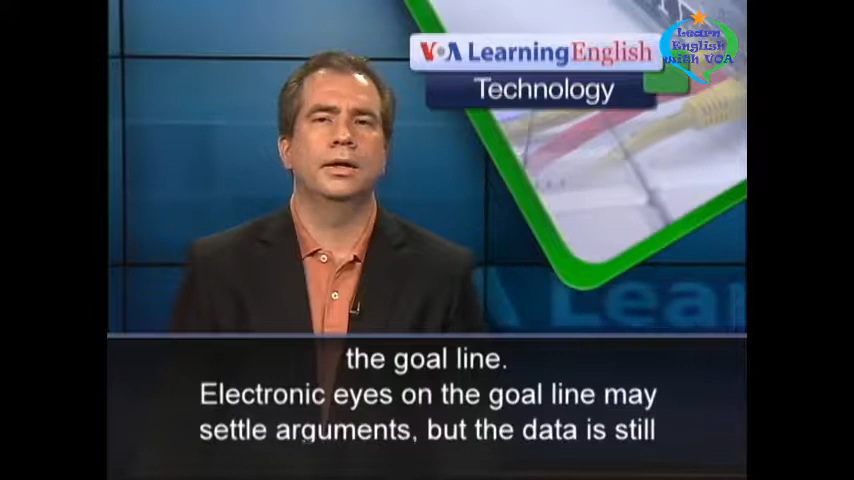 VOA Learning English
Technology
Learn
English
with VOA
the goal line.
Electronic eyes on the goal line may
settle arguments, but the data is still
A Lear